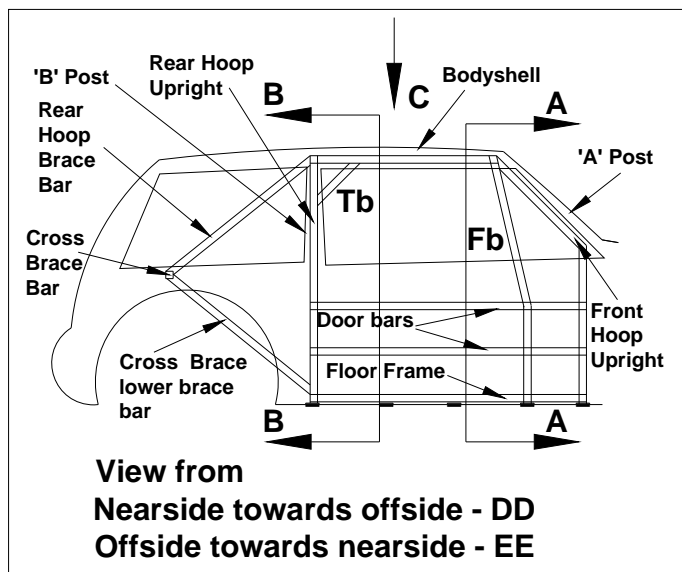 Rear Hoop
Upright
'B' Post
Rear
Hoop
Brace
Bar
B
C
Bodyshell
A
'A' Post
Tb
Fb
Cross
Brace
Bar
Door bars
Front
Hoop
Upright
Cross Brace
lower brace
bar
Floor Frame
B
A
View from
Nearside towards offside - DD
Offside towards nearside - EE